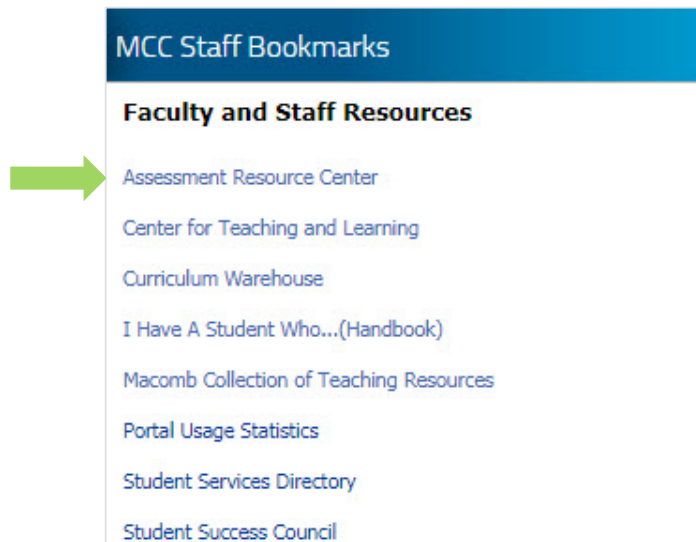 MCC Staff Bookmarks
Faculty and Staff Resources
Assessment Resource Center
Center for Teaching and Learning
Curriculum Warehouse
I Have A Student Who...(Handbook)
Macomb Collection of Teaching Resources
Portal Usage Statistics
Student Services Directory
Student Success Council